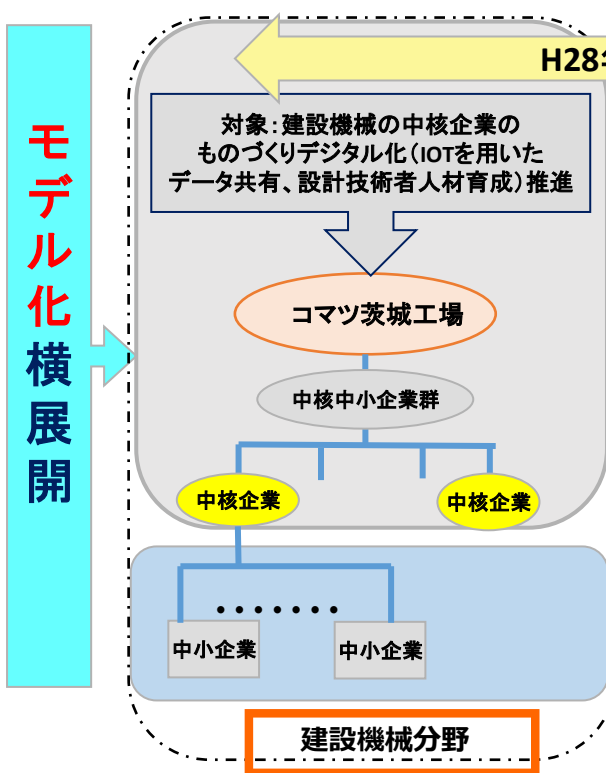 モデル化横展開
H28年
対象：建設機械の中核企業の
ものづくりデジタル化（IOTを用いた
データ共有、設計技術者人材育成）推進
コマツ茨城工場
中核中小企業群
中核企業
中核企業
・・・・・・・
中小企業
中小企業
建設機械分野